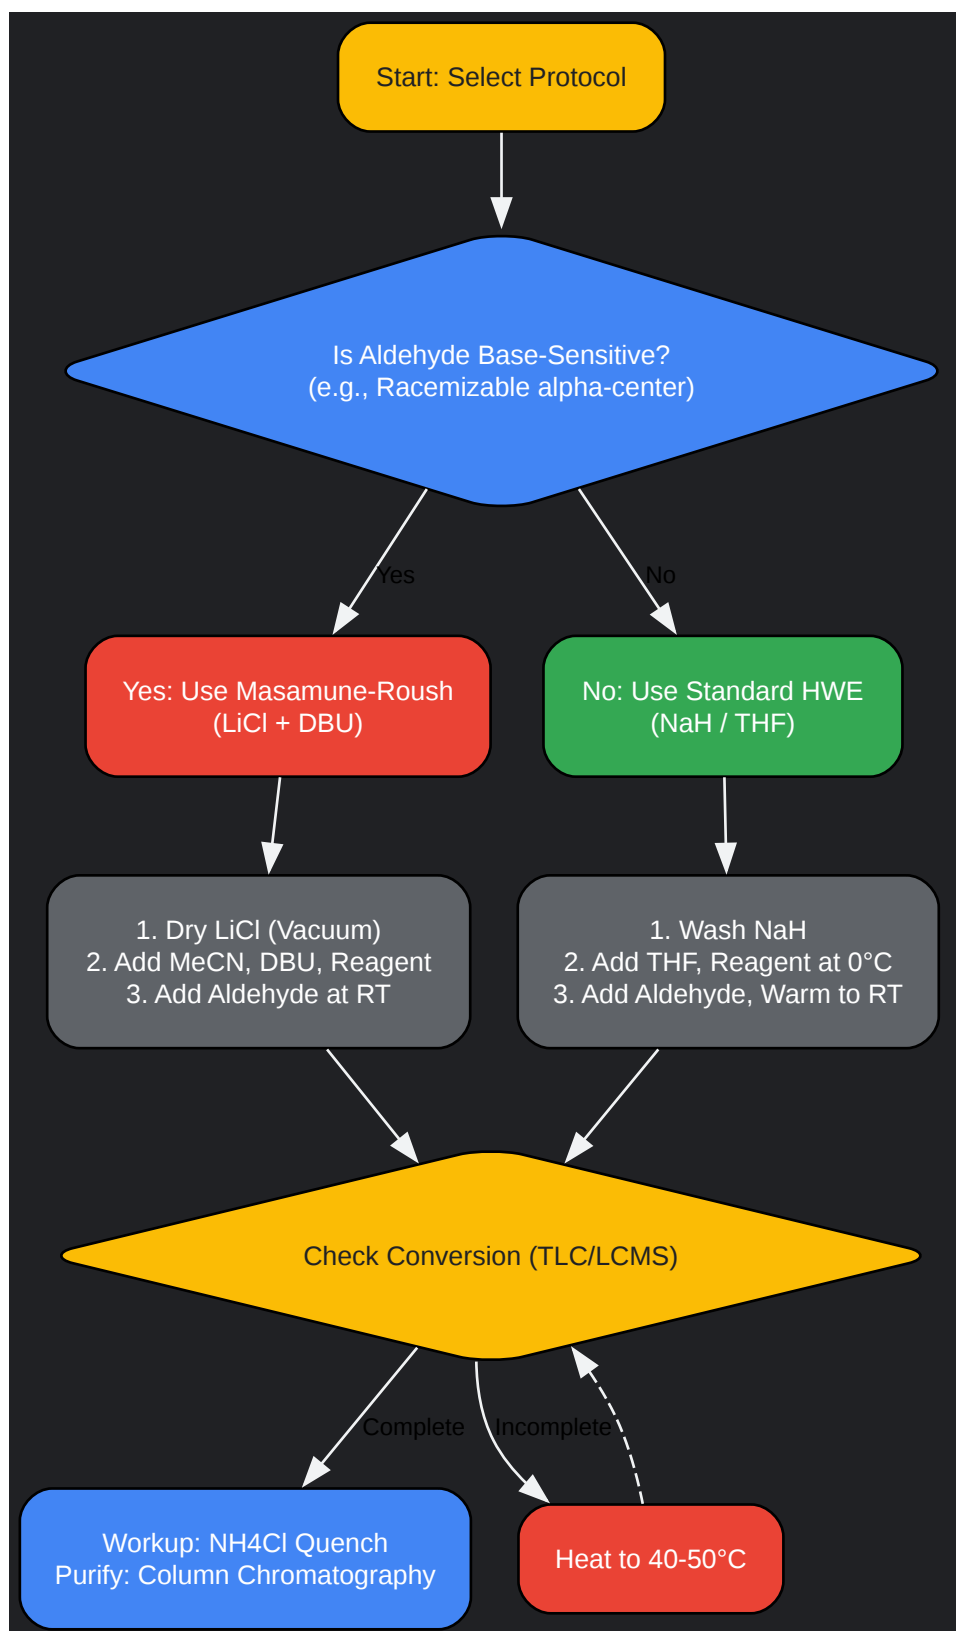 Start: Select Protocol
Is Aldehyde Base-Sensitive?
(e.g., Racemizable alpha-center)
Yes
No
Yes: Use Masamune-Roush
(LiCl + DBU)
No: Use Standard HWE
(NaH / THF)
1. Dry LiCl (Vacuum)
2. Add MeCN, DBU, Reagent
3. Add Aldehyde at RT
1. Wash NaH
2. Add THF, Reagent at 0°C
3. Add Aldehyde, Warm to RT
Check Conversion (TLC/LCMS)
Complete
Incomplete
Workup: NH4Cl Quench
Purify: Column Chromatography
Heat to 40-50°C